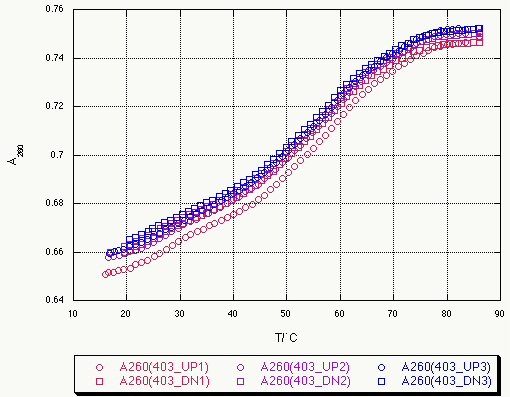 0.76
0.74
0.72
0.7
0.68
0.66
0.64
A260
10 20 30 40 50 60 70 80 90
T/°C
A260(403_UP1) A260(403_UP2) A260(403_UP3)
A260(403_DN1) A260(403_DN2) A260(403_DN3)